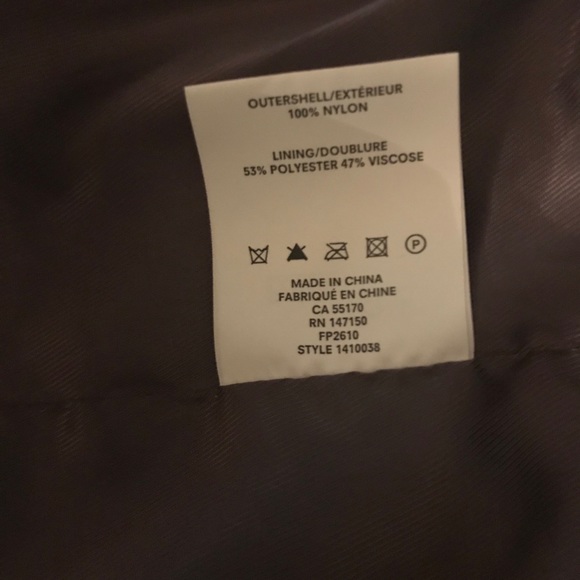 OUTERSHELL/EXTÉRIEUR
100% NYLON
LINING/DOUBLURE
53% POLYESTER 47% VISCOSE
P
MADE IN CHINA
FABRIQUÉ EN CHINE
CA 55170
RN 147150
FP2610
STYLE 1410038